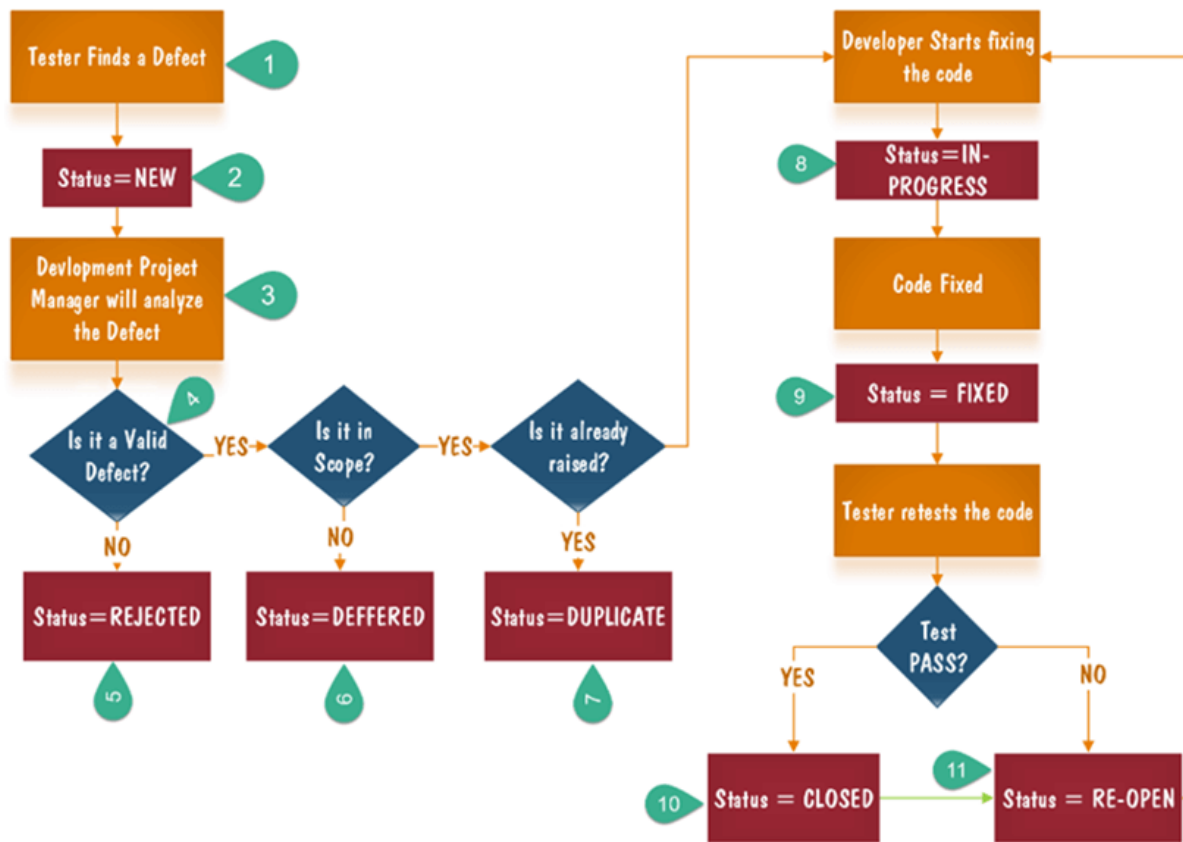 Tester Finds a Defect
1
Status=NEW
2
Devlopment Project
Manager will analyze
the Defect
3
4
Is it a Valid
Defect?
YES
Is it in
Scope?
YES
Is it already
raised?
NO
NO
YES
Status=REJECTED
Status=DEFFERED
Status=DUPLICATE
5
6
7
Developer Starts fixing
the code
8
Status=IN-
PROGRESS
Code Fixed
9
Status = FIXED
Tester retests the code
Test
PASS?
YES
NO
10
Status = CLOSED
11
Status = RE-OPEN